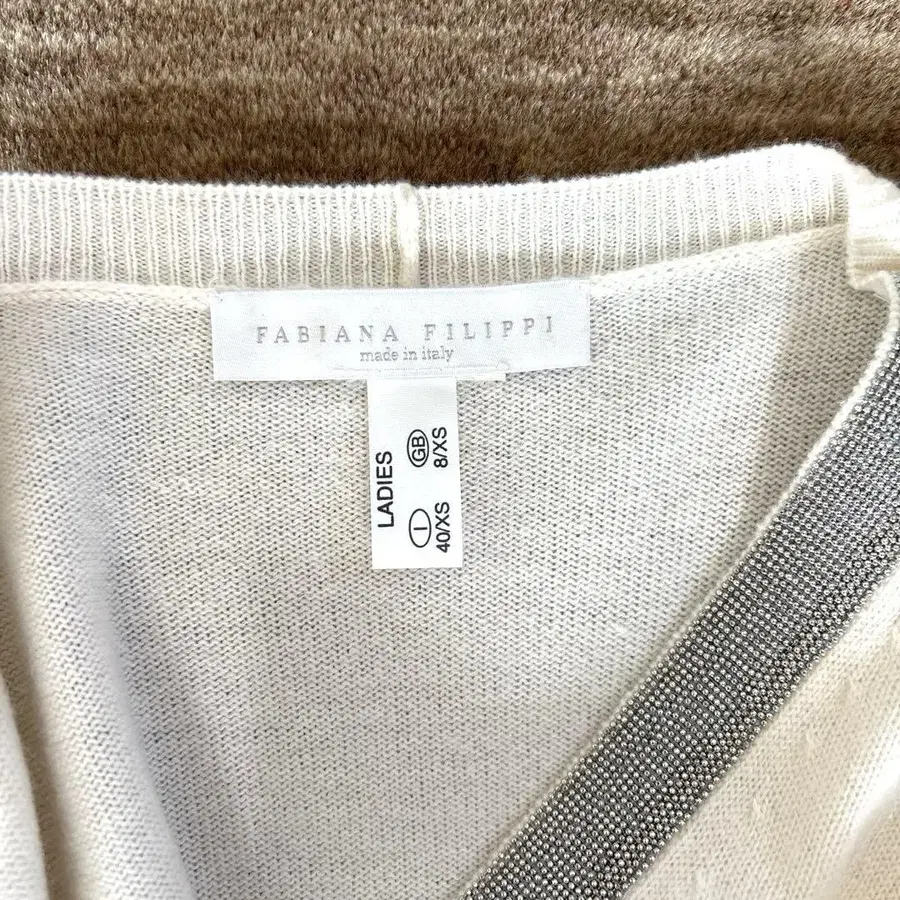 FABIANA FILIPPI
made in italy
LADIES
I GB
40/XS 8/XS